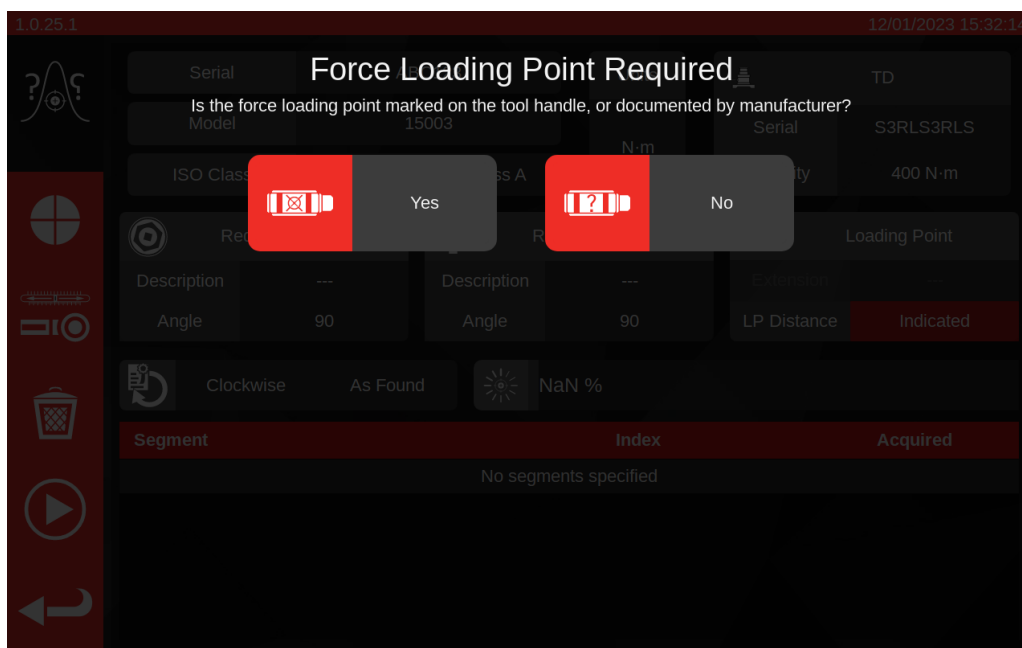 1.0.25.1 12/01/2023 15:32:14
Force Loading Point Required
Is the force loading point marked on the tool handle, or documented by manufacturer?
Yes
No
Serial
Model 15003
ISO Class
N·m
TD
Serial S3RLS3RLS
400 N·m
Loading Point
Description ---
Description ---
Extension ---
Angle 90
Angle 90
LP Distance Indicated
Clockwise As Found
NaN %
Segment Index Acquired
No segments specified